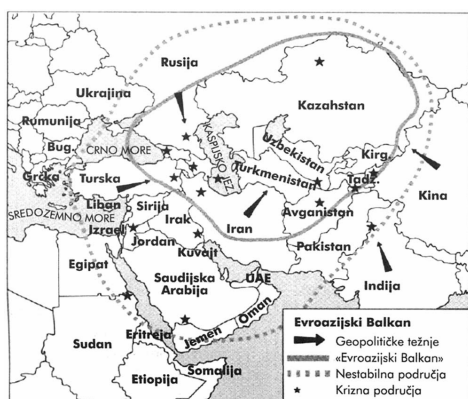 Rusija
Ukrajina
Kazahstan
Rumunija
Bug.
CRNO MORE
KASPIJSKO JEZ.
Uzbekistan
Kirg.
Grčka
Turska
Turkmenistan
Tadž.
Kina
Liban
Sirija
Avganistan
SREDOZEMNO MORE
Izrael
Irak
Iran
Jordan
Pakistan
Kuvajt
Egipat
UAE
Indija
Saudijska
Arabija
Oman
Eritreja
Jemen
Sudan
Etiopija
Somalija
Evroazijski Balkan
Geopolitičke težnje
«Evroazijski Balkan»
Nestabilna područja
Krizna područja